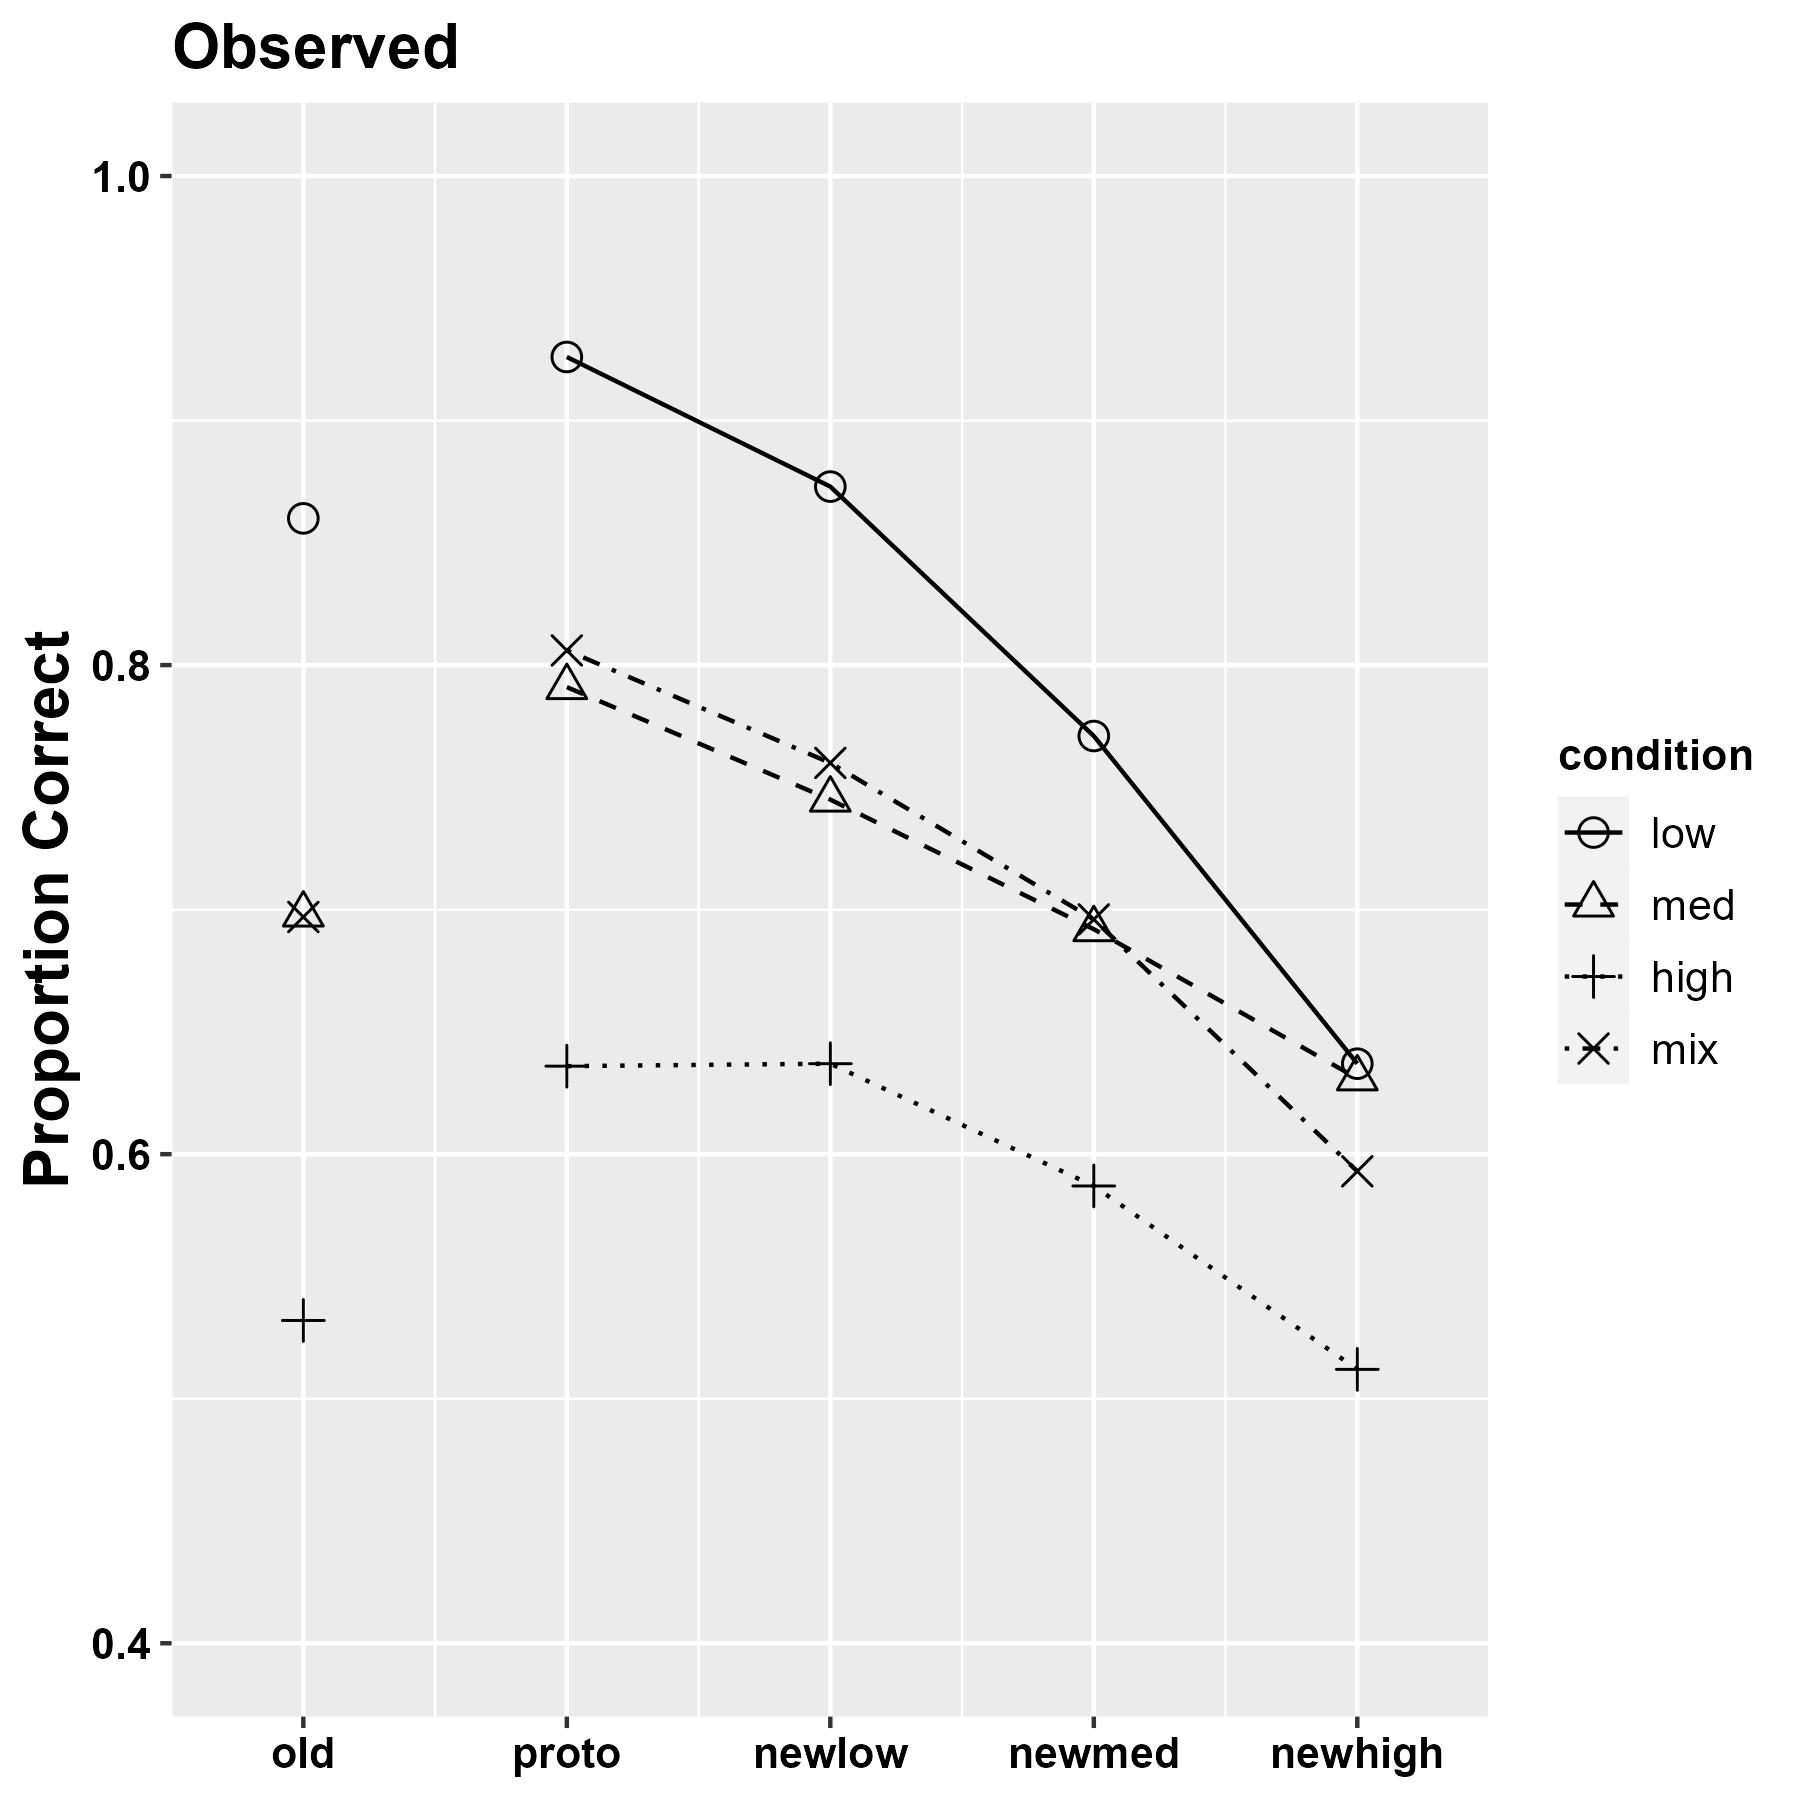 Observed
Proportion Correct
1.0
0.8
0.6
0.4
old proto newlow newmed newhigh
condition
low
med
high
mix